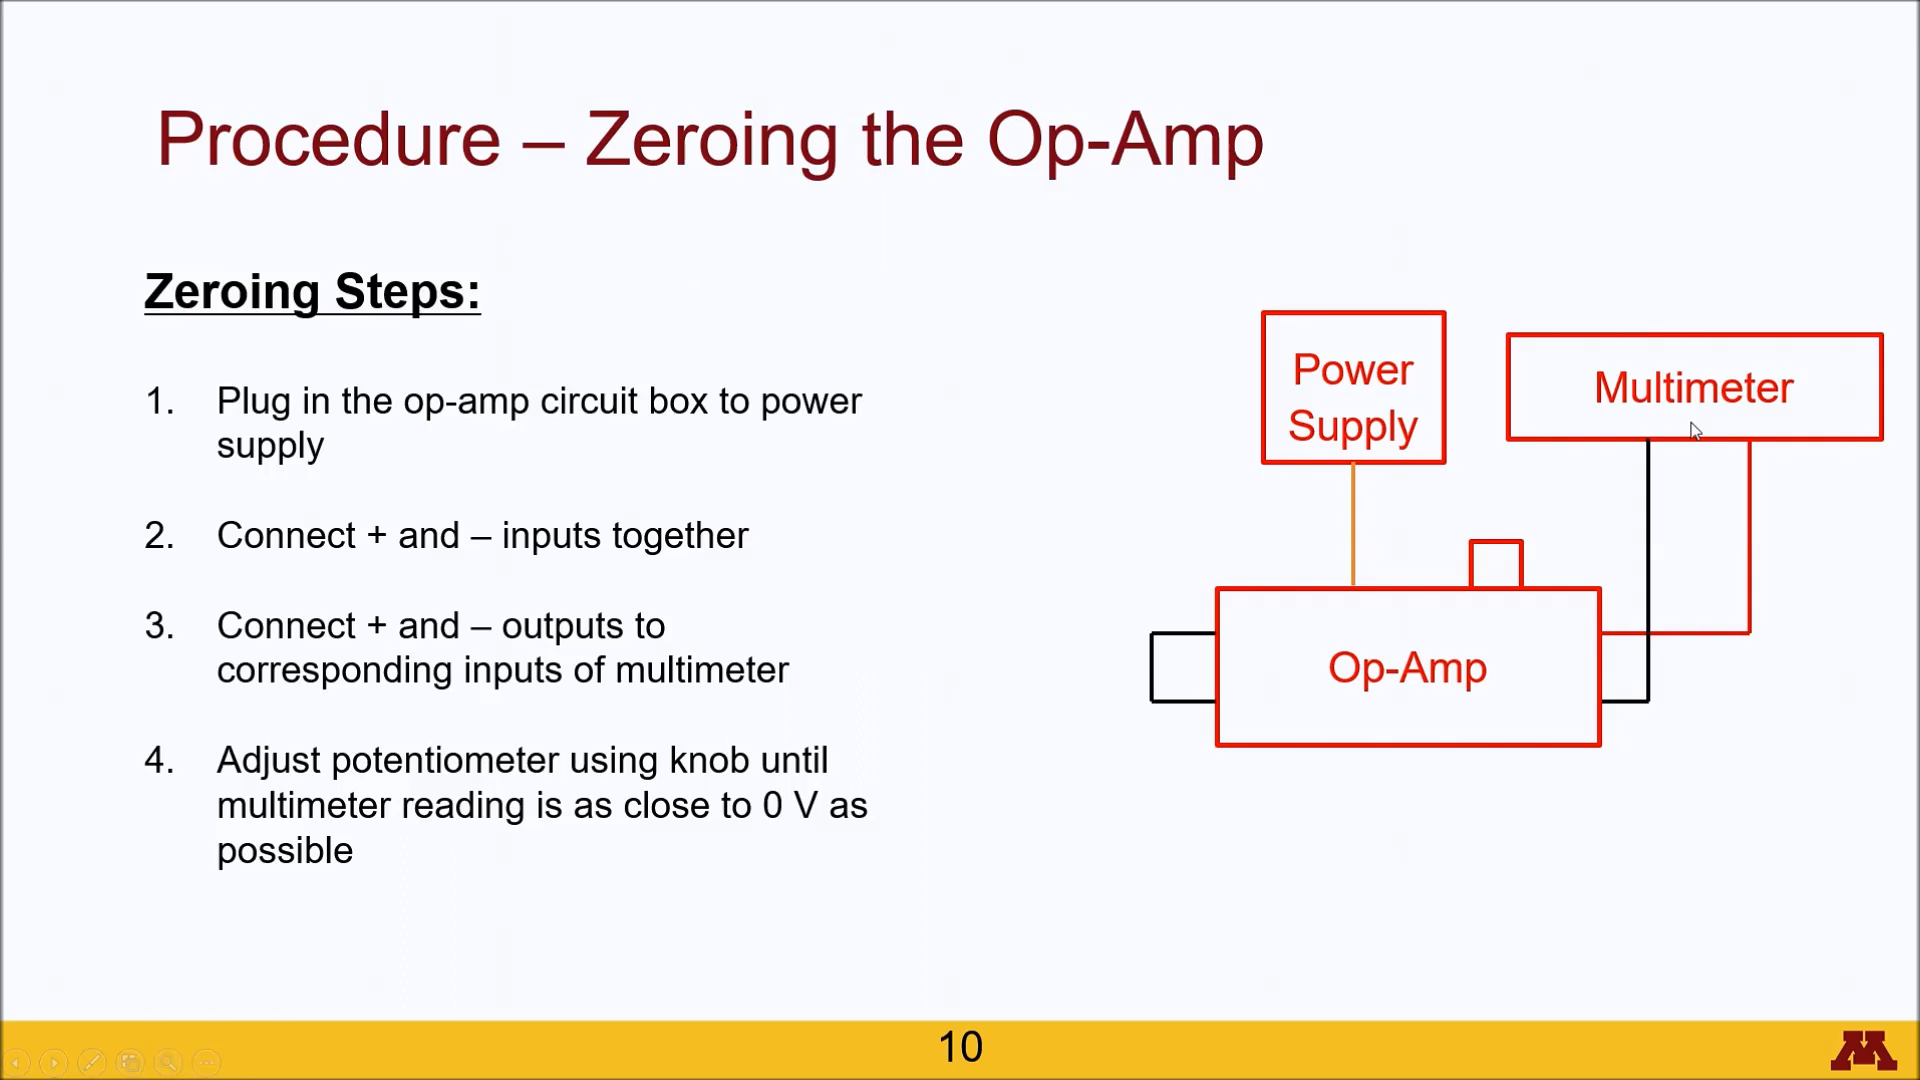 Procedure – Zeroing the Op-Amp
Zeroing Steps:
1. Plug in the op-amp circuit box to power
supply
2. Connect + and – inputs together
3. Connect + and – outputs to
corresponding inputs of multimeter
4. Adjust potentiometer using knob until
multimeter reading is as close to 0 V as
possible
Power
Supply
Multimeter
Op-Amp
10
M